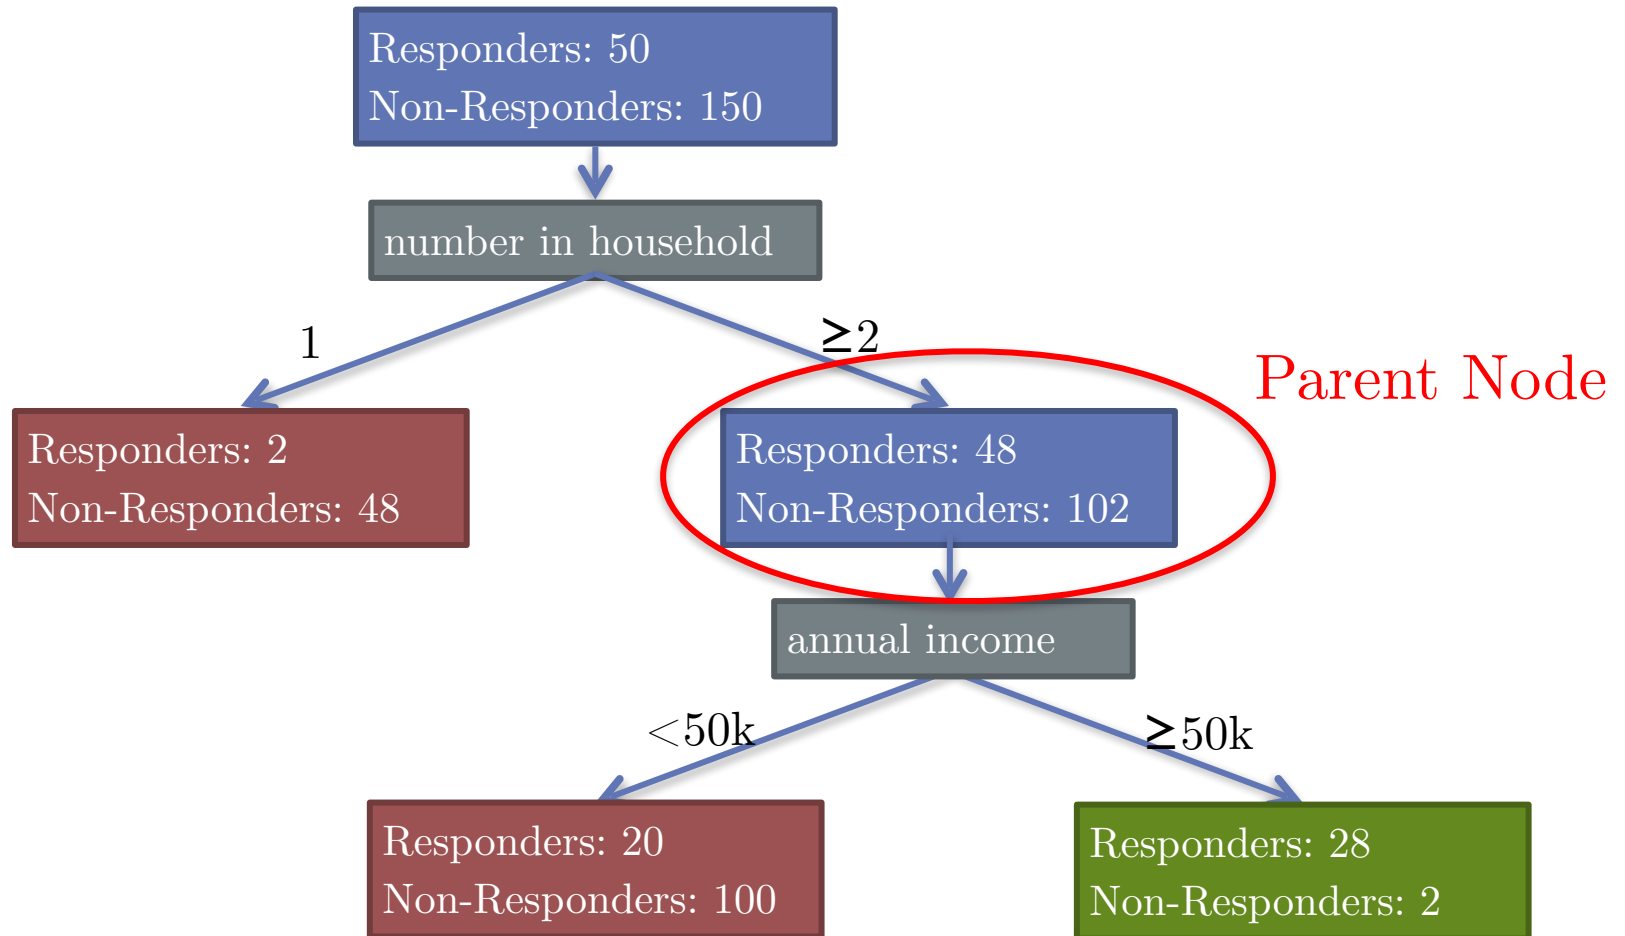 Responders: 50
Non-Responders: 150
number in household
1
≥2
Parent Node
Responders: 2
Non-Responders: 48
Responders: 48
Non-Responders: 102
annual income
<50k
≥50k
Responders: 20
Non-Responders: 100
Responders: 28
Non-Responders: 2